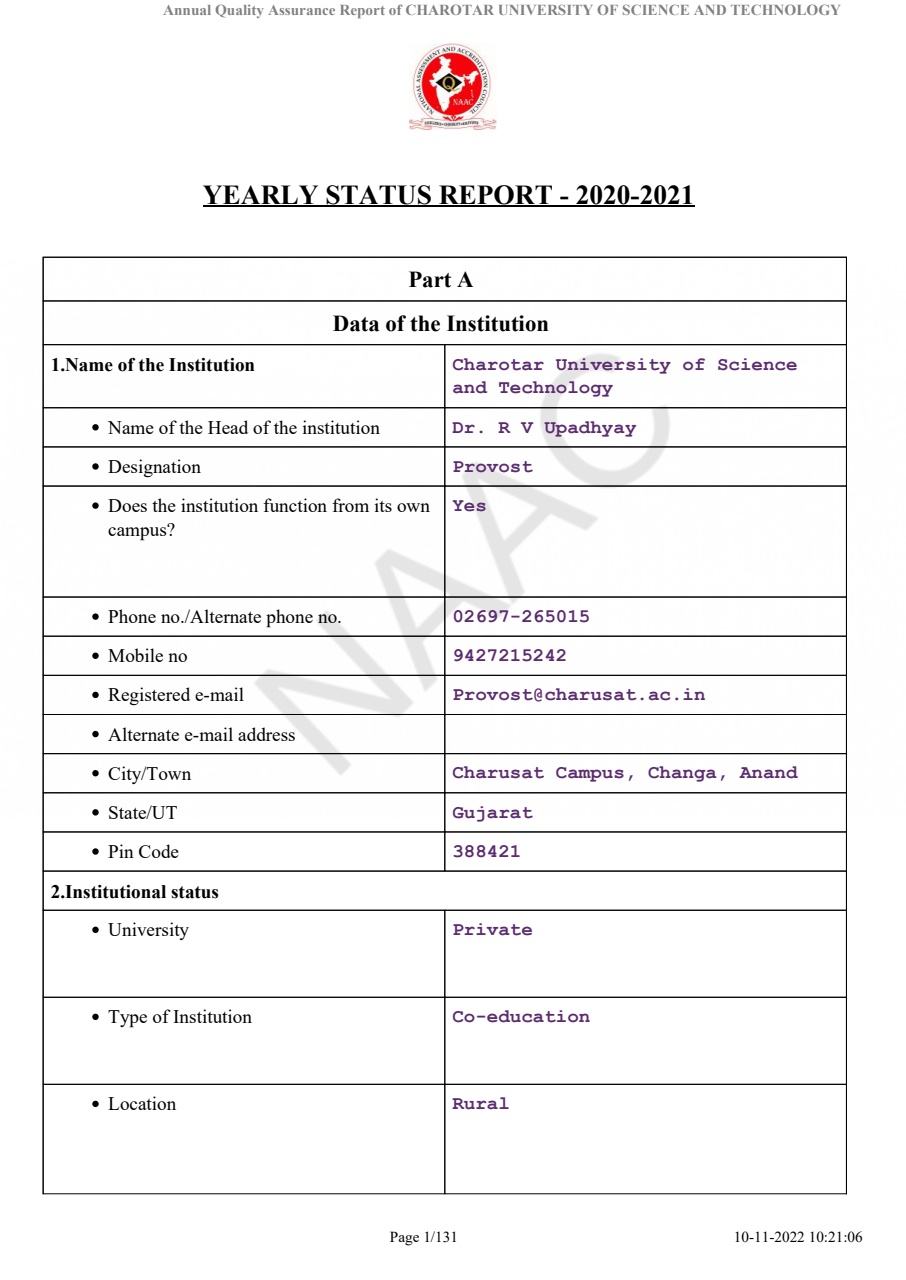 Annual Quality Assurance Report of CHAROTAR UNIVERSITY OF SCIENCE AND TECHNOLOGY
NATIONAL ASSESSMENT AND ACCREDITATION COUNCIL
Q
NAAC
YEARLY STATUS REPORT - 2020-2021
Part A
Data of the Institution
1.Name of the Institution
Charotar University of Science
and Technology
• Name of the Head of the institution
Dr. R V Upadhyay
• Designation
Provost
• Does the institution function from its own
campus?
Yes
• Phone no./Alternate phone no.
02697-265015
• Mobile no
9427215242
• Registered e-mail
Provost@charusat.ac.in
• Alternate e-mail address
• City/Town
Charusat Campus, Changa, Anand
• State/UT
Gujarat
• Pin Code
388421
2.Institutional status
• University
Private
• Type of Institution
Co-education
• Location
Rural
NAAC
Page 1/131
10-11-2022 10:21:06